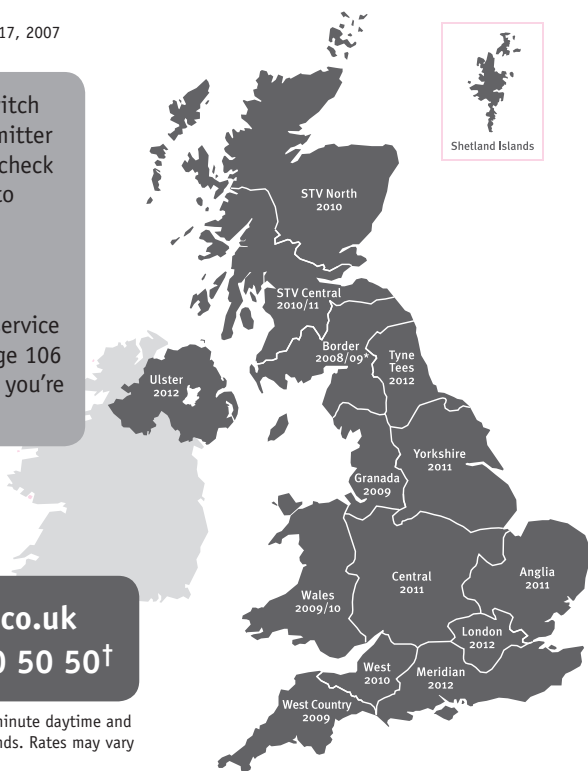 17, 2007
itch
mitter
check
to
ervice
ge 106
you're
.co.uk
0 50 50†
minute daytime and
nds. Rates may vary
Shetland Islands
STV North
2010
STV Central
2010/11
Border
2008/09*
Tyne
Tees
2012
Ulster
2012
Granada
2009
Yorkshire
2011
Wales
2009/10
Central
2011
Anglia
2011
London
2012
West
2010
Meridian
2012
West Country
2009